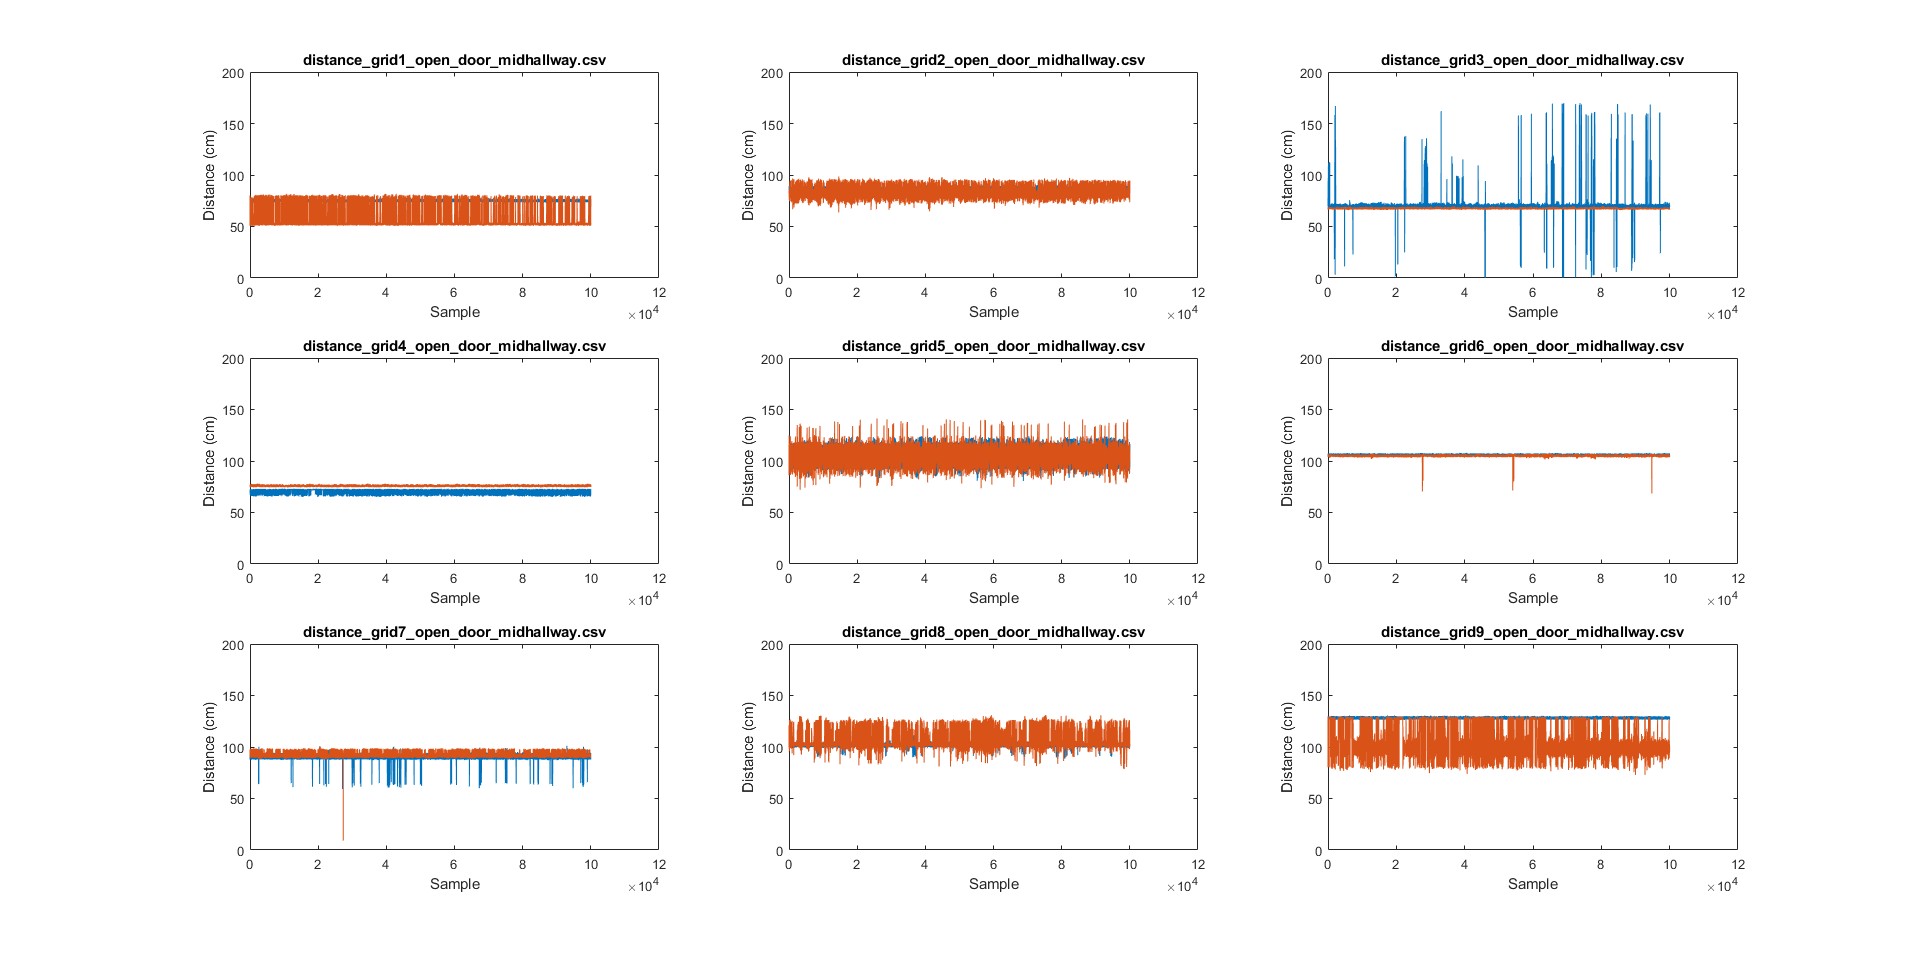 distance_grid1_open_door_midhallway.csv
200
150
100
50
0
Distance (cm)
0 2 4 6 8 10 12
Sample
×10^4
distance_grid2_open_door_midhallway.csv
200
150
100
50
0
Distance (cm)
0 2 4 6 8 10 12
Sample
×10^4
distance_grid3_open_door_midhallway.csv
200
150
100
50
0
Distance (cm)
0 2 4 6 8 10 12
Sample
×10^4
distance_grid4_open_door_midhallway.csv
200
150
100
50
0
Distance (cm)
0 2 4 6 8 10 12
Sample
×10^4
distance_grid5_open_door_midhallway.csv
200
150
100
50
0
Distance (cm)
0 2 4 6 8 10 12
Sample
×10^4
distance_grid6_open_door_midhallway.csv
200
150
100
50
0
Distance (cm)
0 2 4 6 8 10 12
Sample
×10^4
distance_grid7_open_door_midhallway.csv
200
150
100
50
0
Distance (cm)
0 2 4 6 8 10 12
Sample
×10^4
distance_grid8_open_door_midhallway.csv
200
150
100
50
0
Distance (cm)
0 2 4 6 8 10 12
Sample
×10^4
distance_grid9_open_door_midhallway.csv
200
150
100
50
0
Distance (cm)
0 2 4 6 8 10 12
Sample
×10^4